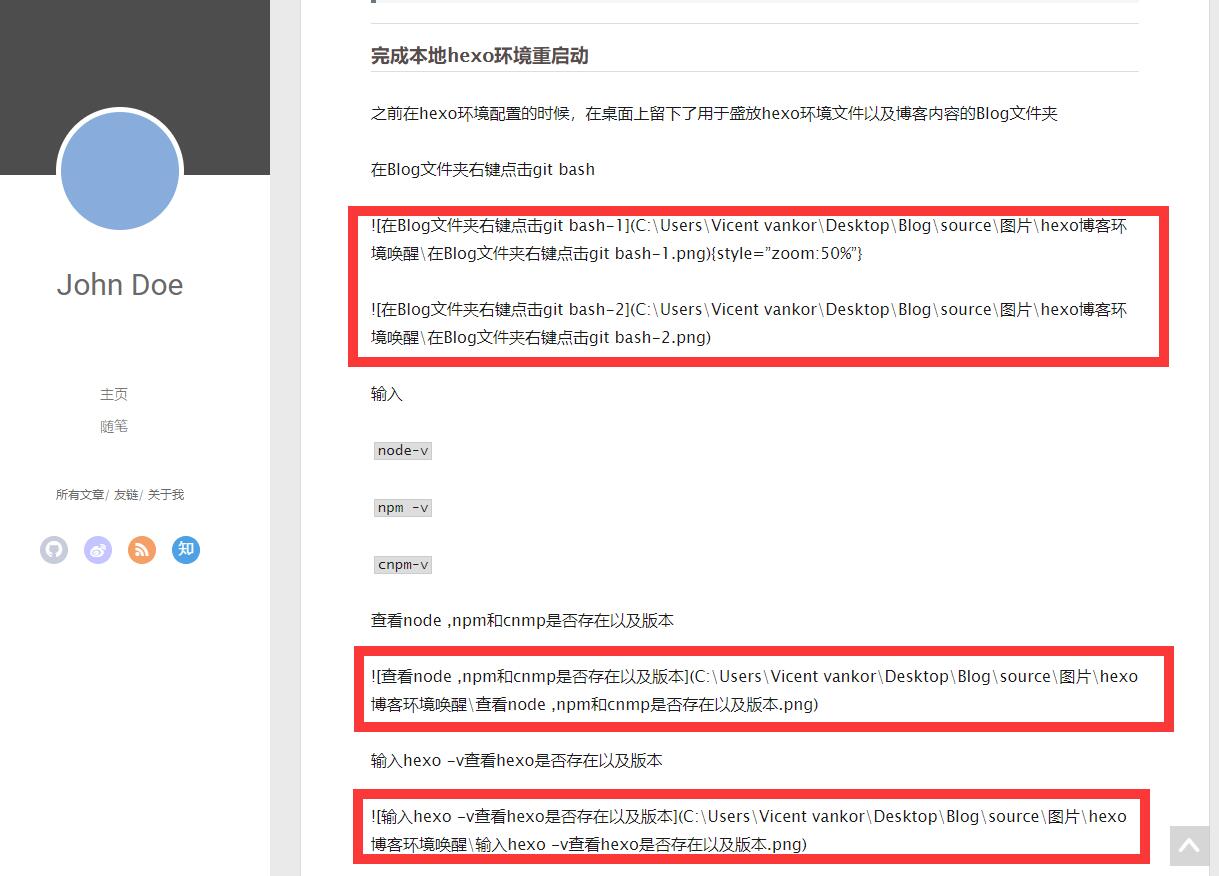 John Doe
主页
随笔
所有文章/ 友链/ 关于我
知
完成本地hexo环境重启动
之前在hexo环境配置的时候，在桌面上留下了用于盛放hexo环境文件以及博客内容的Blog文件夹
在Blog文件夹右键点击git bash
![在Blog文件夹右键点击git bash-1](C:\Users\Vicent vankor\Desktop\Blog\source\图片\hexo博客环
境唤醒\在Blog文件夹右键点击git bash-1.png){style=”zoom:50%”}
![在Blog文件夹右键点击git bash-2](C:\Users\Vicent vankor\Desktop\Blog\source\图片\hexo博客环
境唤醒\在Blog文件夹右键点击git bash-2.png)
输入
node-v
npm -v
cnpm-v
查看node ,npm和cnmp是否存在以及版本
![查看node ,npm和cnmp是否存在以及版本](C:\Users\Vicent vankor\Desktop\Blog\source\图片\hexo
博客环境唤醒\查看node ,npm和cnmp是否存在以及版本.png)
输入hexo -v查看hexo是否存在以及版本
![输入hexo -v查看hexo是否存在以及版本](C:\Users\Vicent vankor\Desktop\Blog\source\图片\hexo
博客环境唤醒\输入hexo -v查看hexo是否存在以及版本.png)